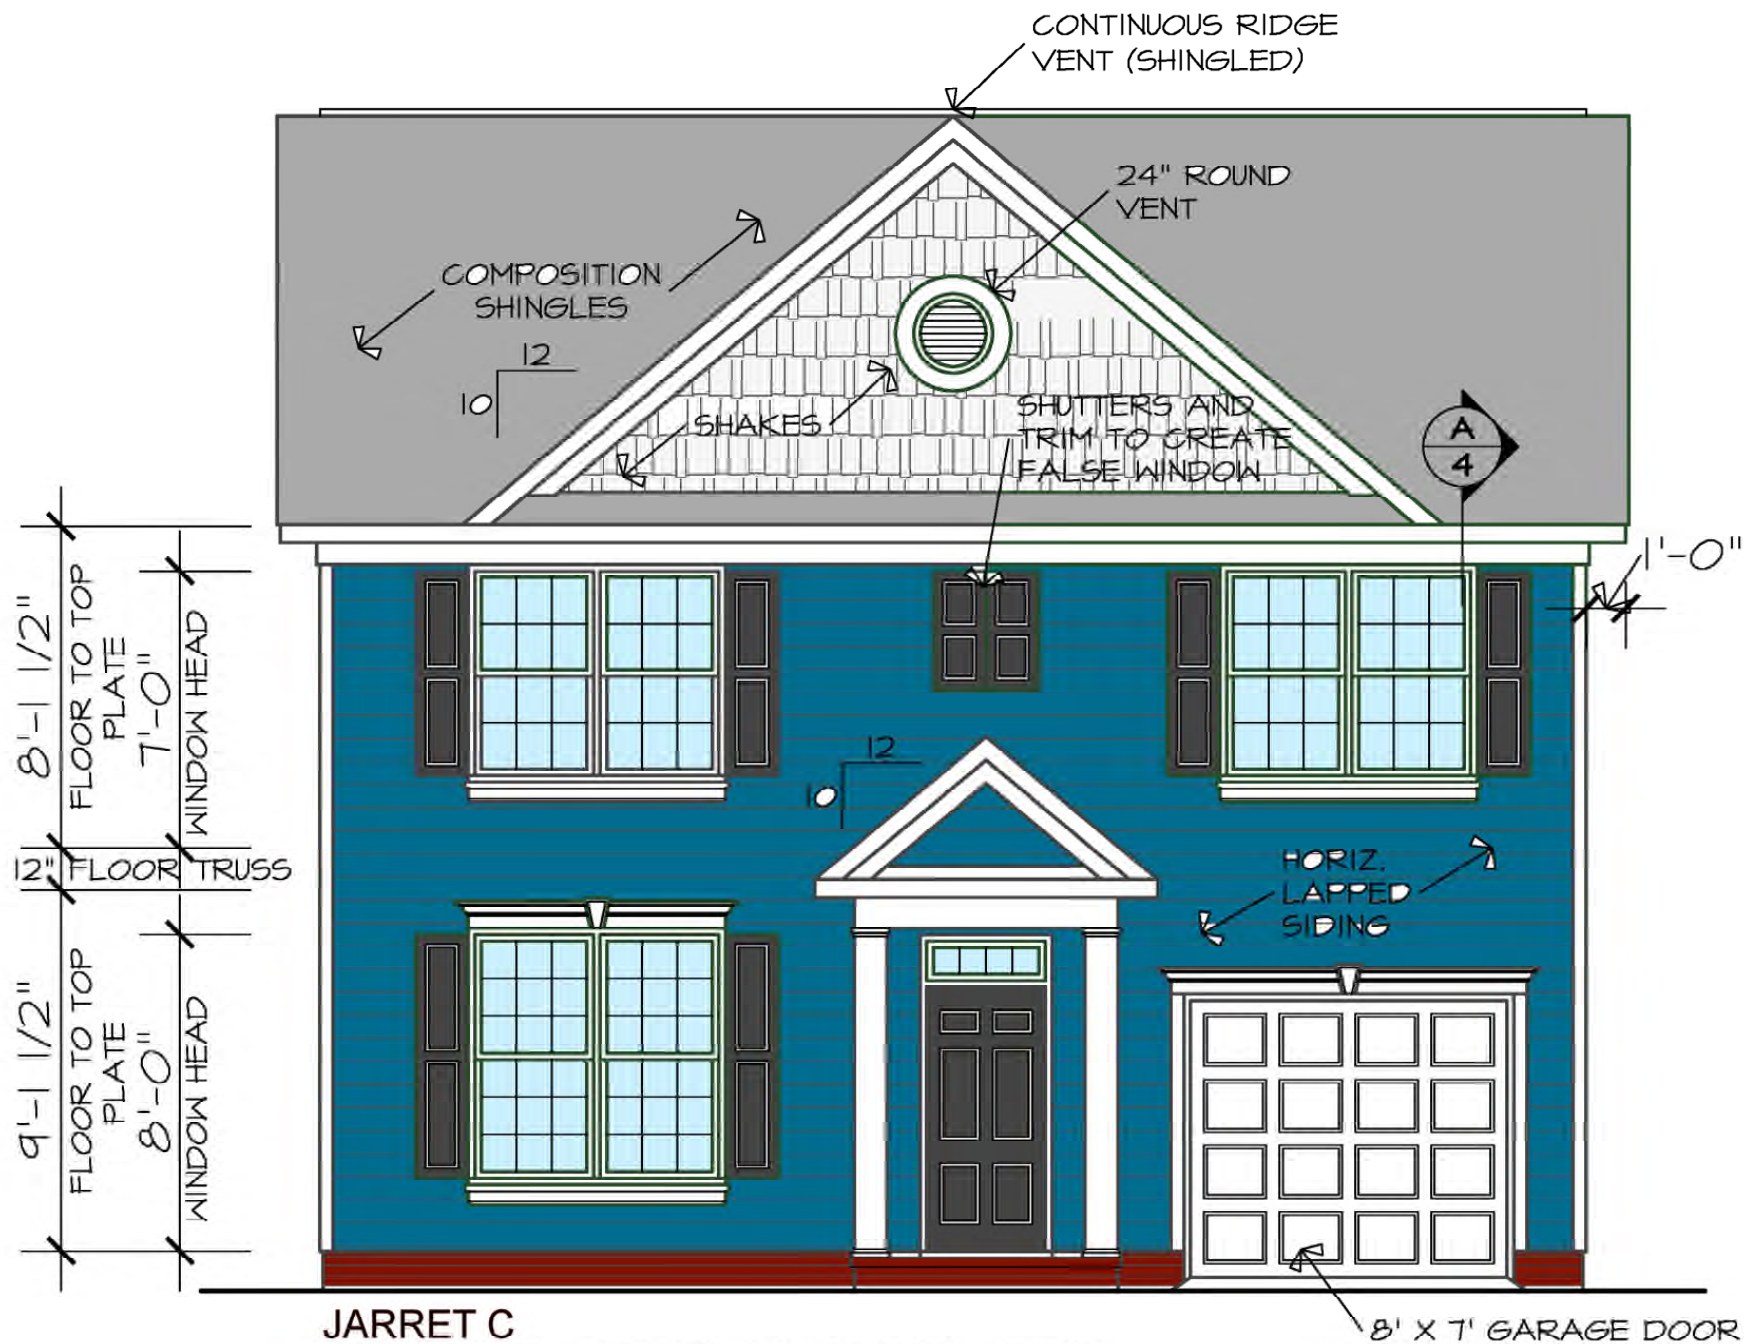 CONTINUOUS RIDGE
VENT (SHINGLED)
24" ROUND
VENT
COMPOSITION
SHINGLES
12
10
SHAKES
SHUTTERS AND
TRIM TO CREATE
FALSE WINDOW
A
4
1'-0"
8'-1 1/2"
FLOOR TO TOP
PLATE
7'-0"
WINDOW HEAD
12
10
12" FLOOR TRUSS
HORIZ.
LAPPED
SIDING
9'-1 1/2"
FLOOR TO TOP
PLATE
8'-0"
WINDOW HEAD
JARRET C
8' X 7' GARAGE DOOR